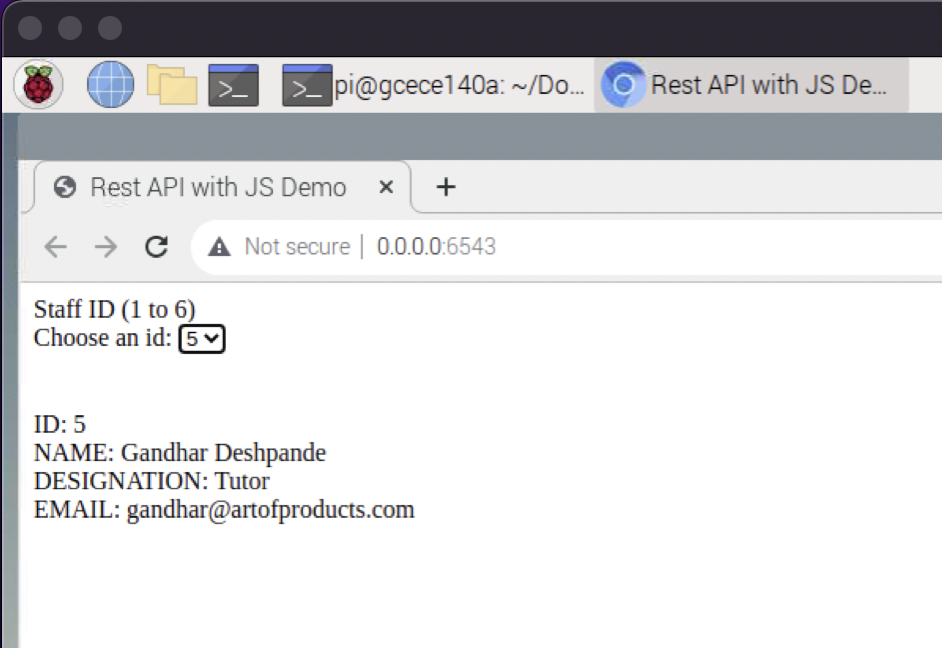 >_ >_ pi@gcece140a: ~/Do... Rest API with JS De...
Rest API with JS Demo × +
Not secure | 0.0.0.0:6543
Staff ID (1 to 6)
Choose an id: 5
ID: 5
NAME: Gandhar Deshpande
DESIGNATION: Tutor
EMAIL: gandhar@artofproducts.com